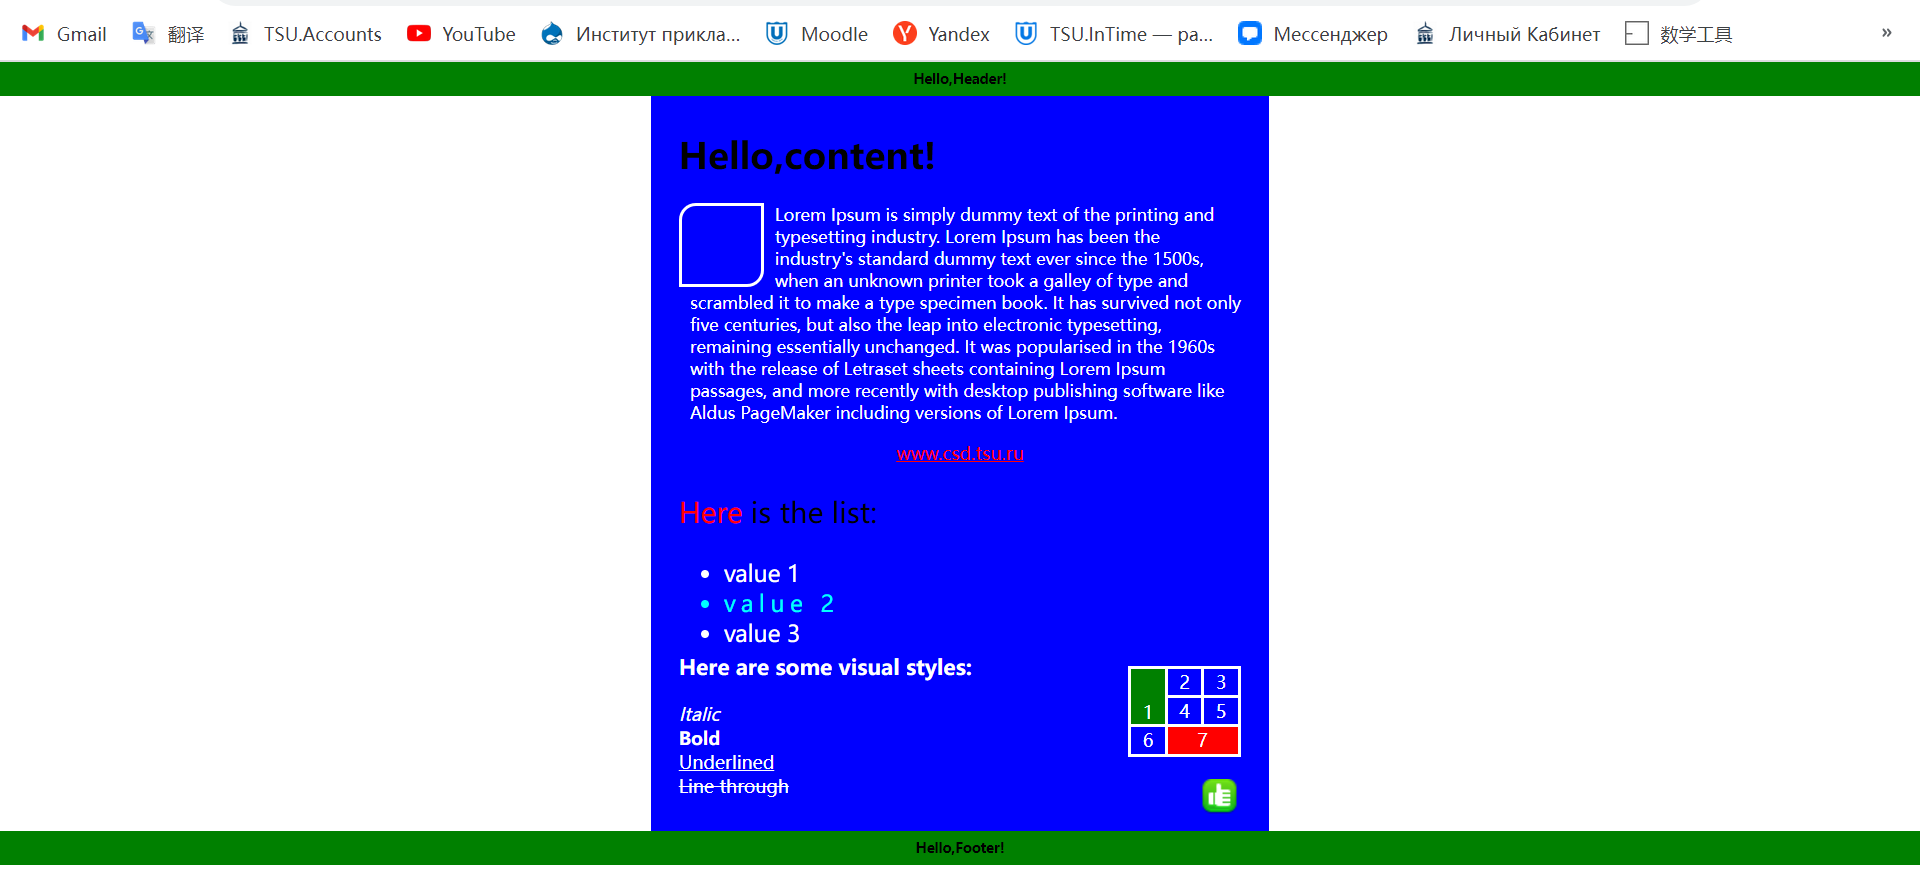 Gmail 翻译 TSU.Accounts YouTube Институт прикла... Moodle Yandex TSU.InTime — ра... Мессенджер Личный Кабинет 数学工具 »
Hello,Header!
Hello,content!
Lorem Ipsum is simply dummy text of the printing and
typesetting industry. Lorem Ipsum has been the
industry's standard dummy text ever since the 1500s,
when an unknown printer took a galley of type and
scrambled it to make a type specimen book. It has survived not only
five centuries, but also the leap into electronic typesetting,
remaining essentially unchanged. It was popularised in the 1960s
with the release of Letraset sheets containing Lorem Ipsum
passages, and more recently with desktop publishing software like
Aldus PageMaker including versions of Lorem Ipsum.
www.csd.tsu.ru
Here is the list:
• value 1
• value 2
• value 3
Here are some visual styles:
Italic
Bold
Underlined
Line through
2 3
1 4 5
6 7
Hello,Footer!